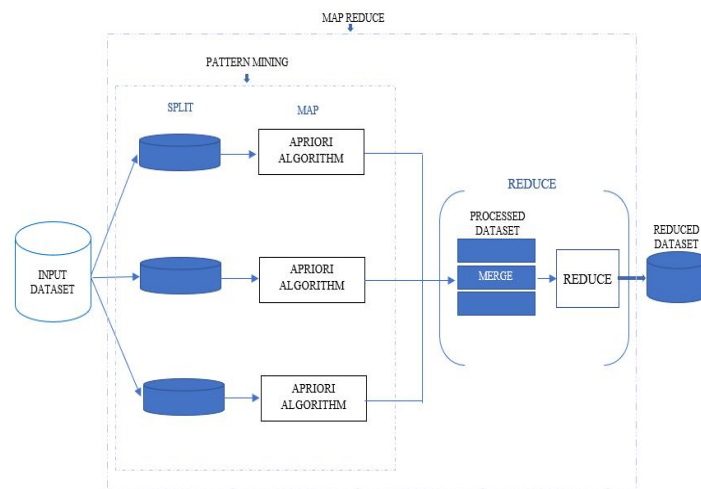 MAP REDUCE
PATTERN MINING
SPLIT
MAP
APRIORI
ALGORITHM
REDUCE
PROCESSED
DATASET
REDUCED
DATASET
INPUT
DATASET
APRIORI
ALGORITHM
MERGE
REDUCE
APRIORI
ALGORITHM